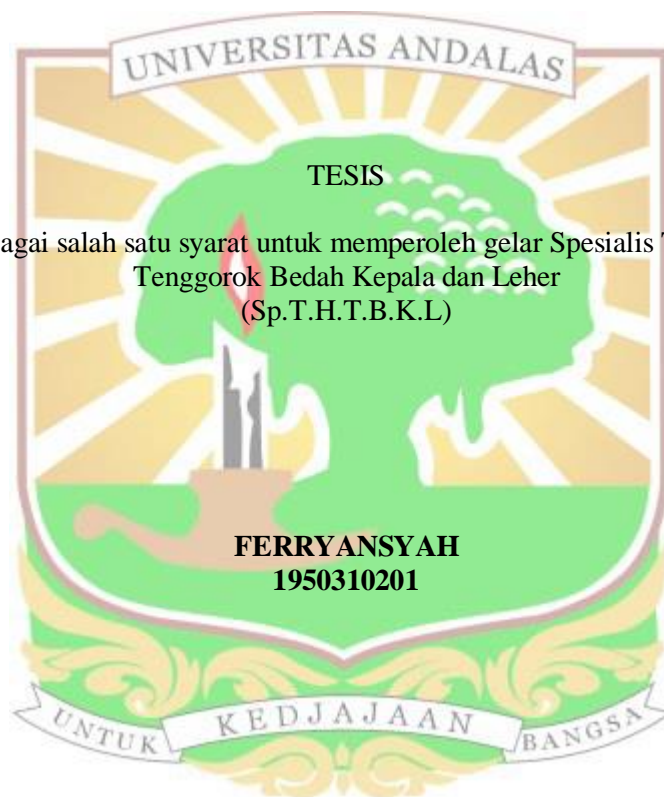 UNIVERSITAS ANDALAS
TESIS
agai salah satu syarat untuk memperoleh gelar Spesialis
Tenggorok Bedah Kepala dan Leher
(Sp.T.H.T.B.K.L)
FERRYANSYAH
1950310201
UNTUK KEDJAJAAN BANGSA